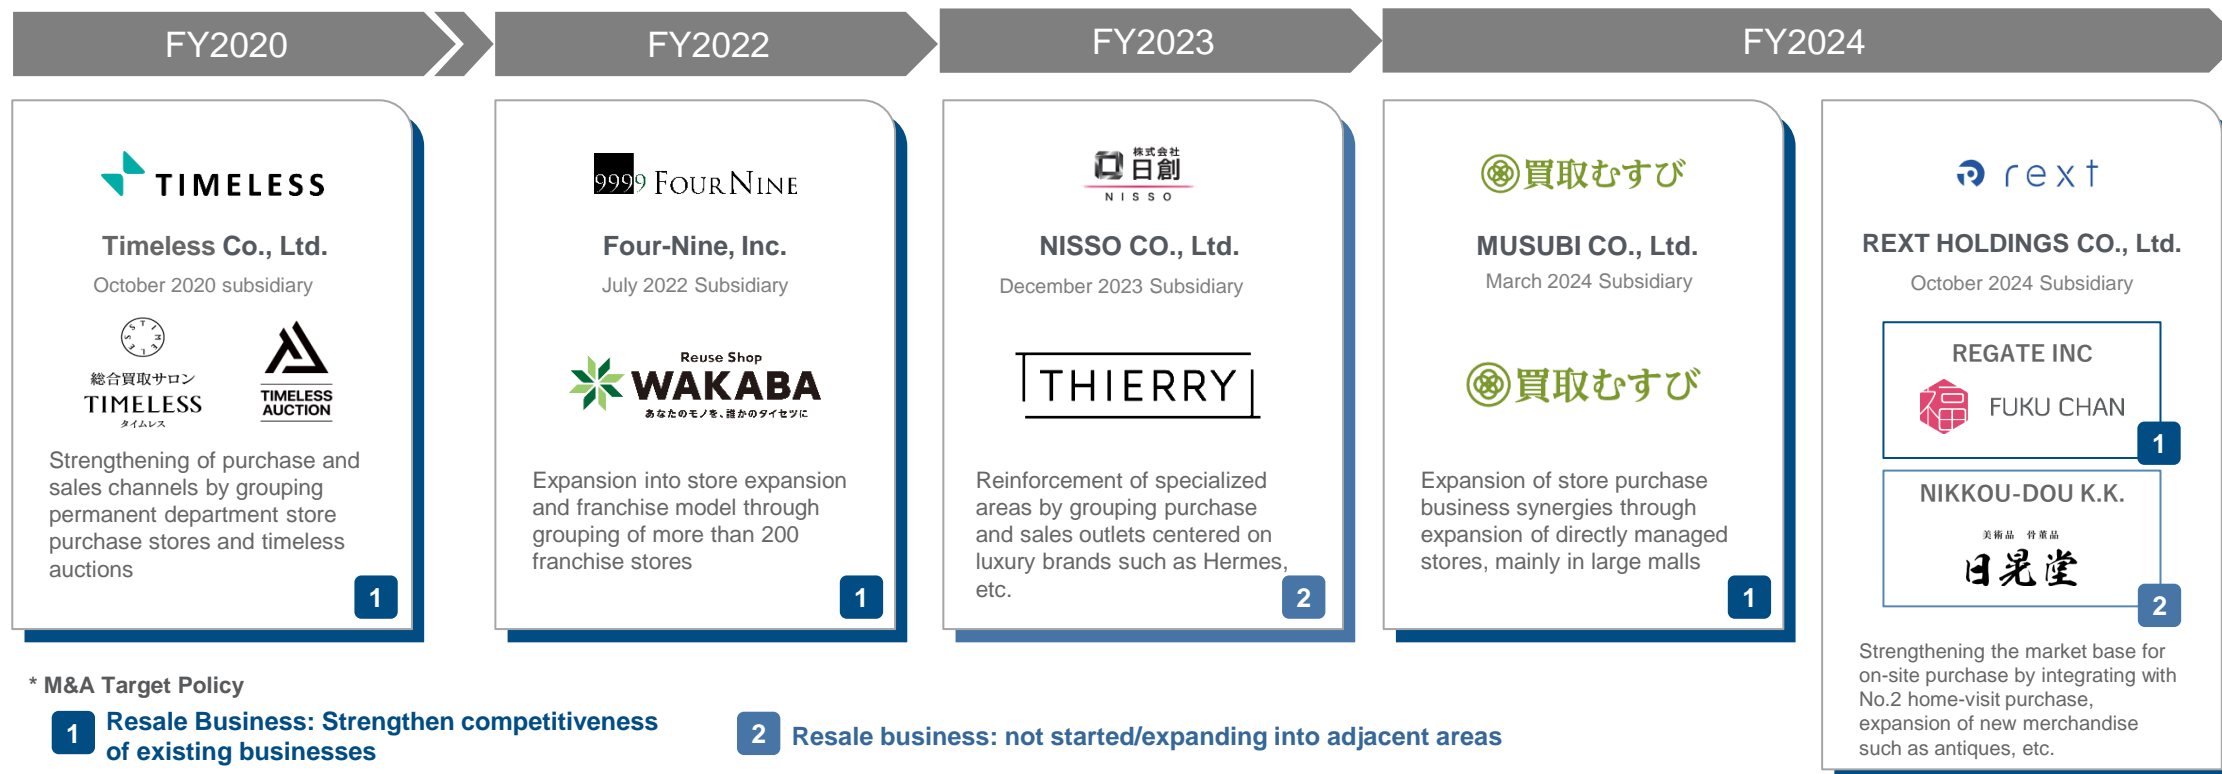 FY2020
FY2022
FY2023
FY2024
TIMELESS
Timeless Co., Ltd.
October 2020 subsidiary
TIMELESS
総合買取サロン
TIMELESS
タイムレス
TIMELESS
AUCTION
Strengthening of purchase and
sales channels by grouping
permanent department store
purchase stores and timeless
auctions
1
9999 FOURNINE
Four-Nine, Inc.
July 2022 Subsidiary
Reuse Shop
WAKABA
あなたのモノを、誰かのタイセツに
Expansion into store expansion
and franchise model through
grouping of more than 200
franchise stores
1
株式会社
日創
NISSO
NISSO CO., Ltd.
December 2023 Subsidiary
THIERRY
Reinforcement of specialized
areas by grouping purchase
and sales outlets centered on
luxury brands such as Hermes,
etc.
2
買取むすび
MUSUBI CO., Ltd.
March 2024 Subsidiary
買取むすび
Expansion of store purchase
business synergies through
expansion of directly managed
stores, mainly in large malls
1
rext
REXT HOLDINGS CO., Ltd.
October 2024 Subsidiary
REGATE INC
福 FUKU CHAN
1
NIKKOU-DOU K.K.
美術品 骨董品
日晃堂
2
Strengthening the market base for
on-site purchase by integrating with
No.2 home-visit purchase,
expansion of new merchandise
such as antiques, etc.
* M&A Target Policy
1 Resale Business: Strengthen competitiveness
of existing businesses
2 Resale business: not started/expanding into adjacent areas